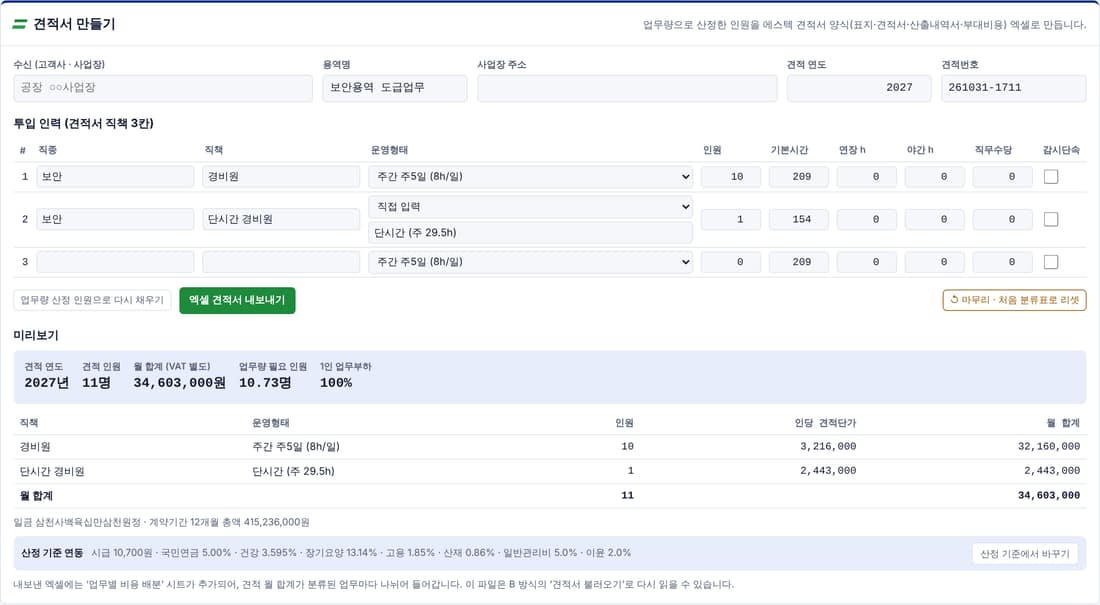 견적서 만들기
업무량으로 산정한 인원을 에스텍 견적서 양식(표지·견적서·산출내역서·부대비용) 엑셀로 만듭니다.
수신 (고객사 · 사업장) 용역명 사업장 주소 견적 연도 견적번호
공장 ○○사업장 보안용역 도급업무 2027 261031-1711
투입 인력 (견적서 직책 3칸)
# 직종 직책 운영형태 인원 기본시간 연장 h 야간 h 직무수당 감시단속
1 보안 경비원 주간 주5일 (8h/일) 10 209 0 0 0
2 보안 단시간 경비원 직접 입력 1 154 0 0 0
단시간 (주 29.5h)
3 주간 주5일 (8h/일) 0 209 0 0 0
업무량 산정 인원으로 다시 채우기 엑셀 견적서 내보내기 마무리 · 처음 분류표로 리셋
미리보기
견적 연도 견적 인원 월 합계 (VAT 별도) 업무량 필요 인원 1인 업무부하
2027년 11명 34,603,000원 10.73명 100%
직책 운영형태 인원 인당 견적단가 월 합계
경비원 주간 주5일 (8h/일) 10 3,216,000 32,160,000
단시간 경비원 단시간 (주 29.5h) 1 2,443,000 2,443,000
월 합계 11 34,603,000
일금 삼천사백육십만삼천원정 · 계약기간 12개월 총액 415,236,000원
산정 기준 연동 시급 10,700원 · 국민연금 5.00% · 건강 3.595% · 장기요양 13.14% · 고용 1.85% · 산재 0.86% · 일반관리비 5.0% · 이윤 2.0% 산정 기준에서 바꾸기
내보낸 엑셀에는 '업무별 비용 배분' 시트가 추가되어, 견적 월 합계가 분류된 업무마다 나뉘어 들어갑니다. 이 파일은 B 방식의 '견적서 불러오기'로 다시 읽을 수 있습니다.